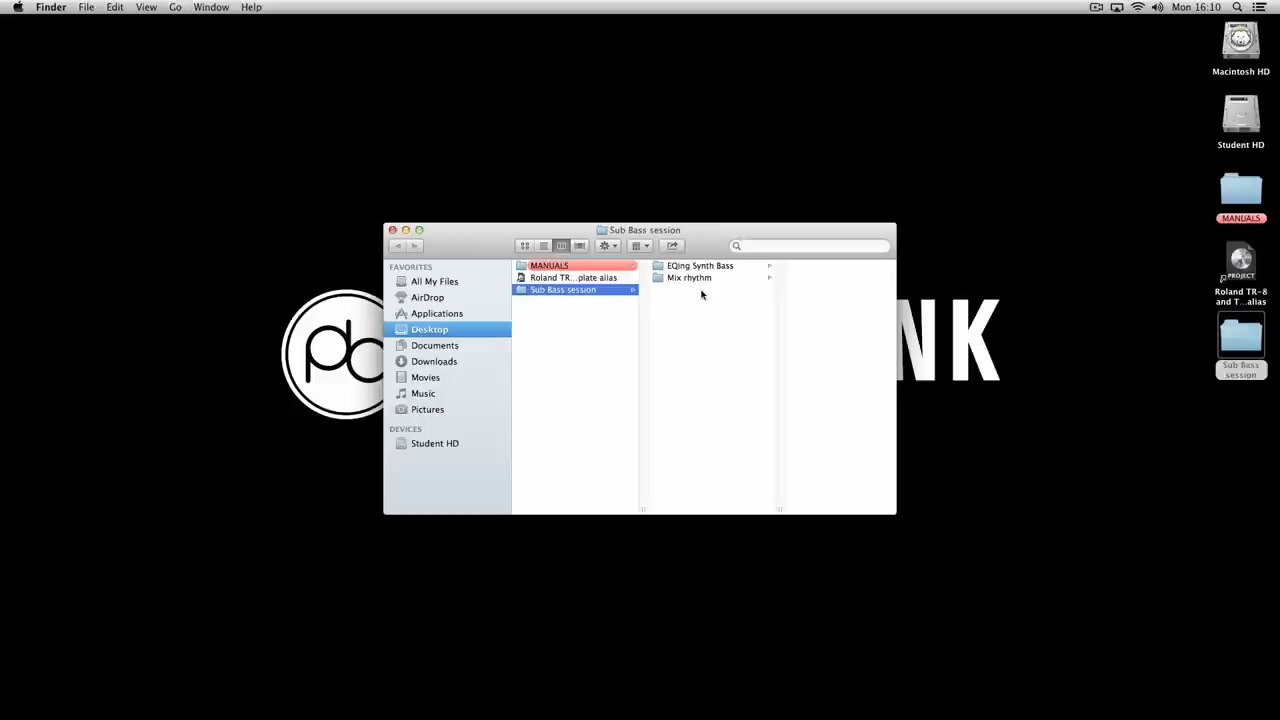 Finder File Edit View Go Window Help Mon 16:10
Macintosh HD
Student HD
MANUALS
PROJECT
Roland TR-8
and T...alias
Sub Bass
session
Sub Bass session
FAVORITES
All My Files
AirDrop
Applications
Desktop
Documents
Downloads
Movies
Music
Pictures
DEVICES
Student HD
MANUALS
Roland TR...plate alias
Sub Bass session
EQing Synth Bass
Mix rhythm
pb
NK